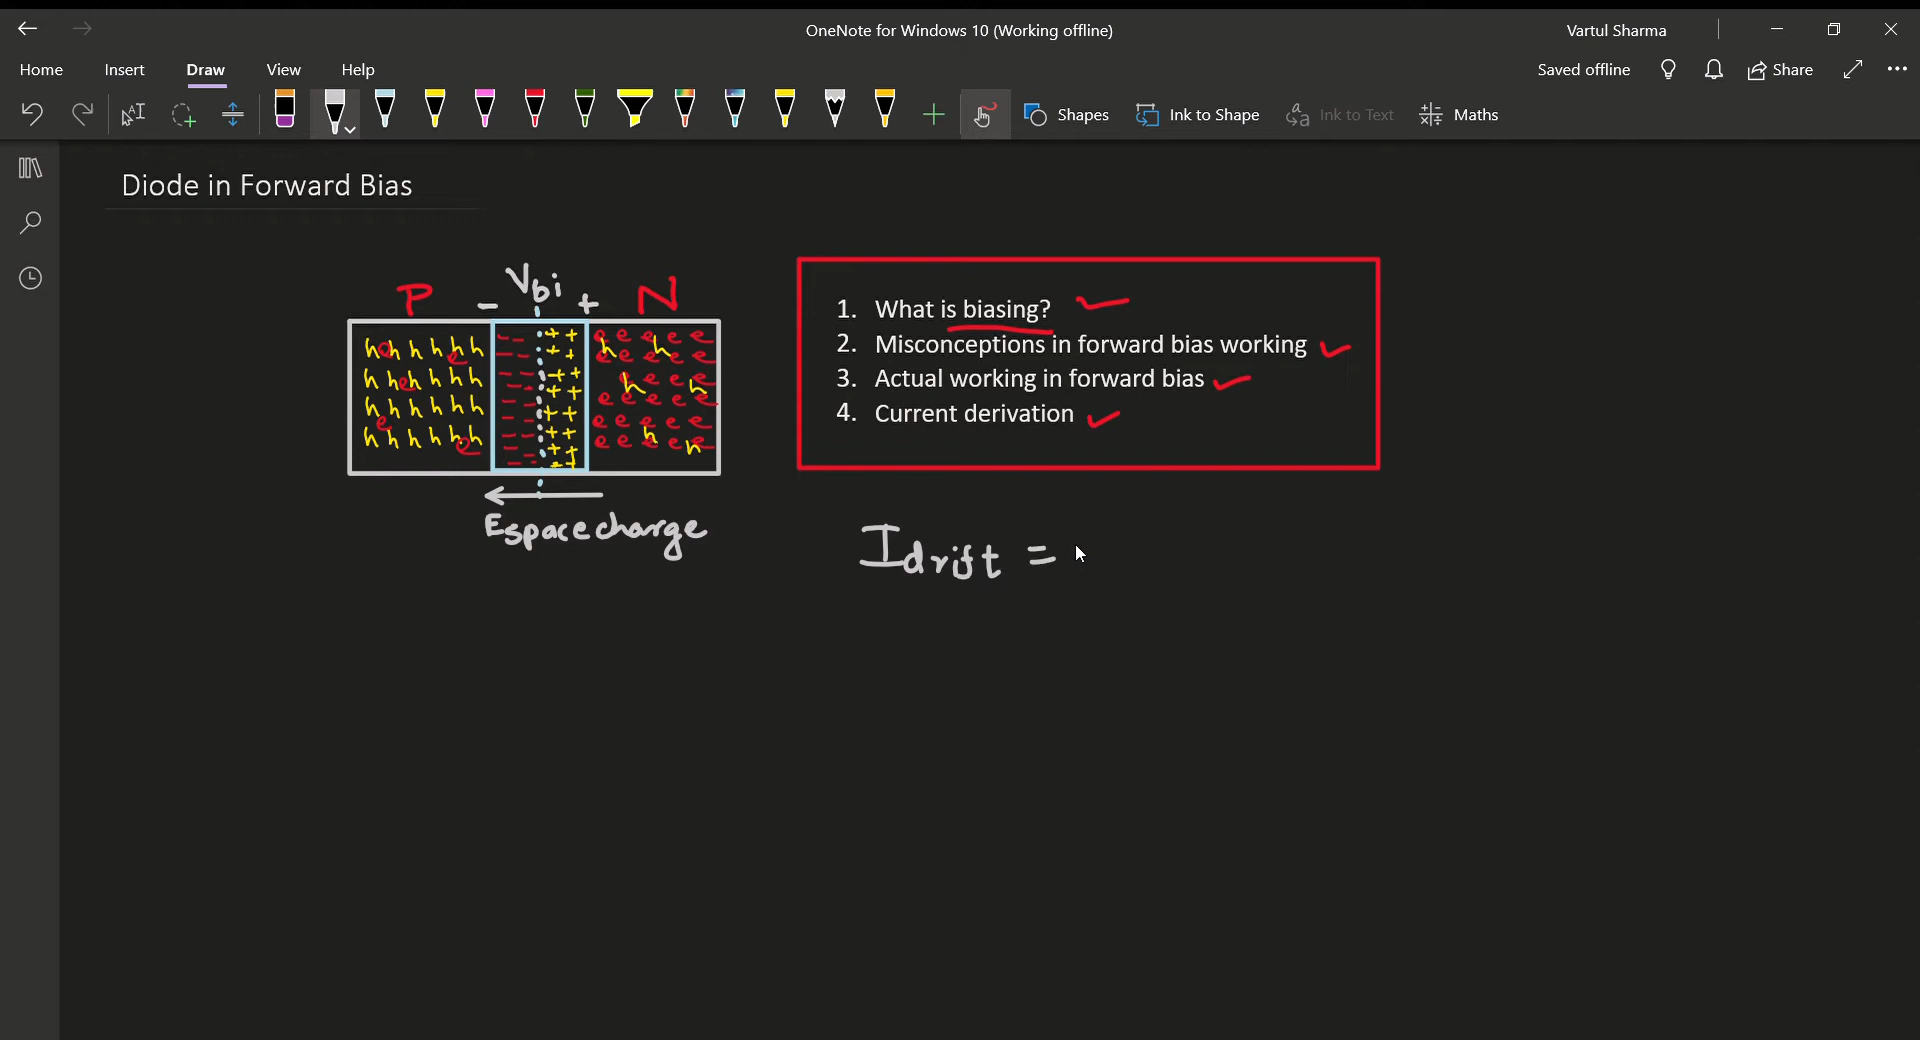 OneNote for Windows 10 (Working offline)
Vartul Sharma
Home Insert Draw View Help
Saved offline
Share
Shapes
Ink to Shape
Ink to Text
Maths
Diode in Forward Bias
Vbi
P - + N
1. What is biasing?
2. Misconceptions in forward bias working
3. Actual working in forward bias
4. Current derivation
h h h h h h
h h h h h
h h h h h h
h h h h h h
Espacecharge
Idrift =